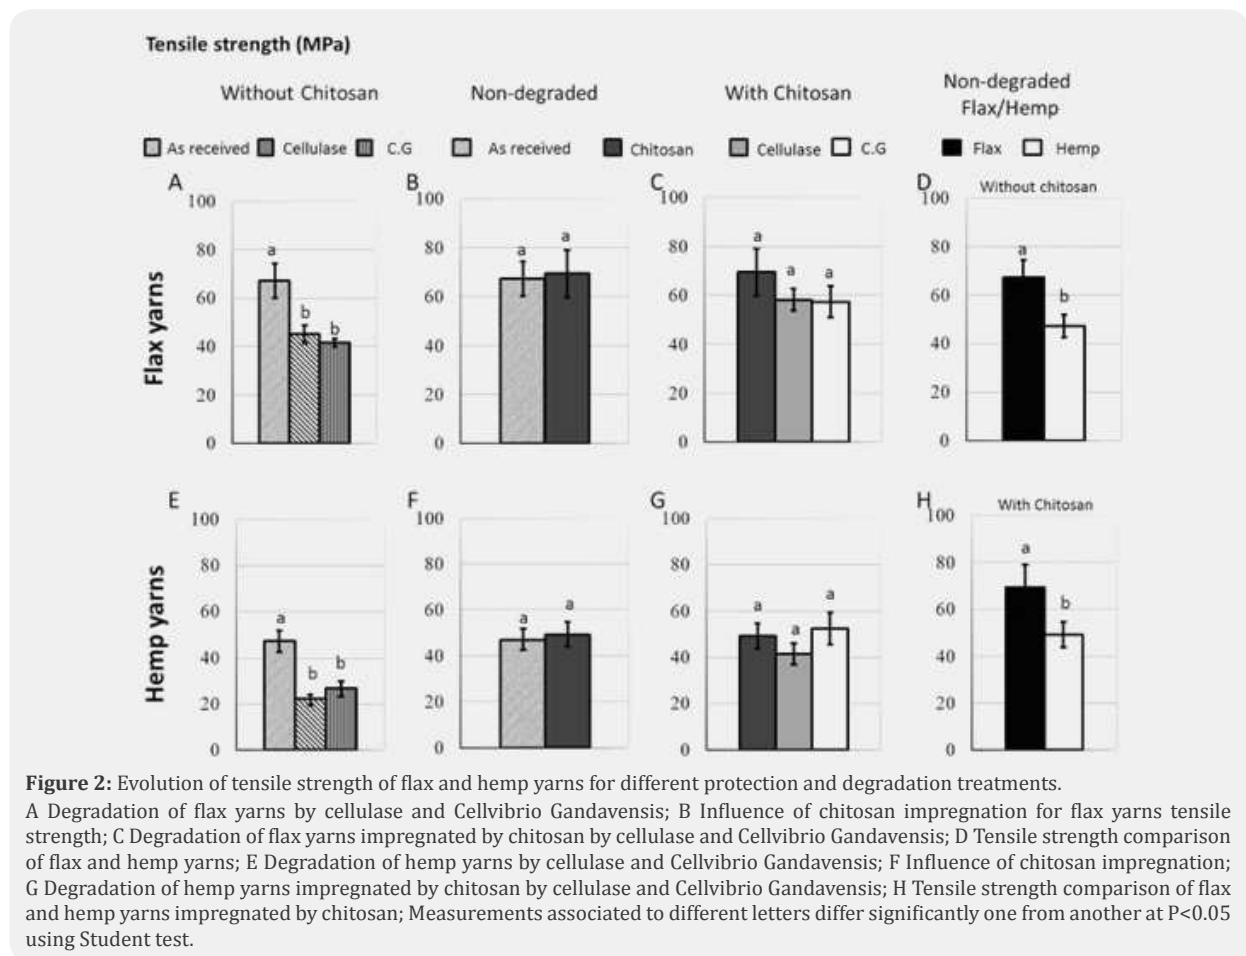 Tensile strength (MPa)
Without Chitosan
Non-degraded
With Chitosan
Non-degraded
Flax/Hemp
As received Cellulase C.G
As received Chitosan
Cellulase C.G
Flax Hemp
A
B
C
D
Without chitosan
Flax yarns
100
80
60
40
20
0
a
b
b
100
80
60
40
20
0
a
a
100
80
60
40
20
0
a
a
a
100
80
60
40
20
0
a
b
E
F
G
H
With Chitosan
Hemp yarns
100
80
60
40
20
0
a
b
b
100
80
60
40
20
0
a
a
100
80
60
40
20
0
a
a
a
100
80
60
40
20
0
a
b
Figure 2: Evolution of tensile strength of flax and hemp yarns for different protection and degradation treatments.
A Degradation of flax yarns by cellulase and Cellvibrio Gandavensis; B Influence of chitosan impregnation for flax yarns tensile
strength; C Degradation of flax yarns impregnated by chitosan by cellulase and Cellvibrio Gandavensis; D Tensile strength comparison
of flax and hemp yarns; E Degradation of hemp yarns by cellulase and Cellvibrio Gandavensis; F Influence of chitosan impregnation;
G Degradation of hemp yarns impregnated by chitosan by cellulase and Cellvibrio Gandavensis; H Tensile strength comparison of flax
and hemp yarns impregnated by chitosan; Measurements associated to different letters differ significantly one from another at P<0.05
using Student test.